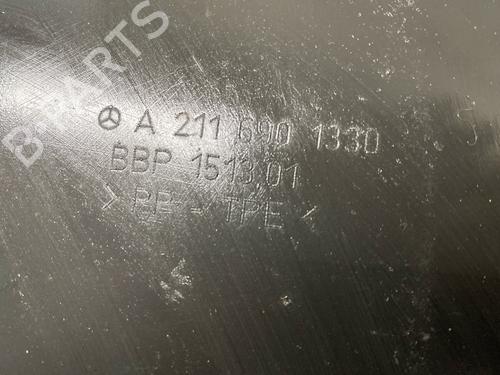 B-PARTS
A 211 690 1330
BBP 1513 01
> PP - TPE <